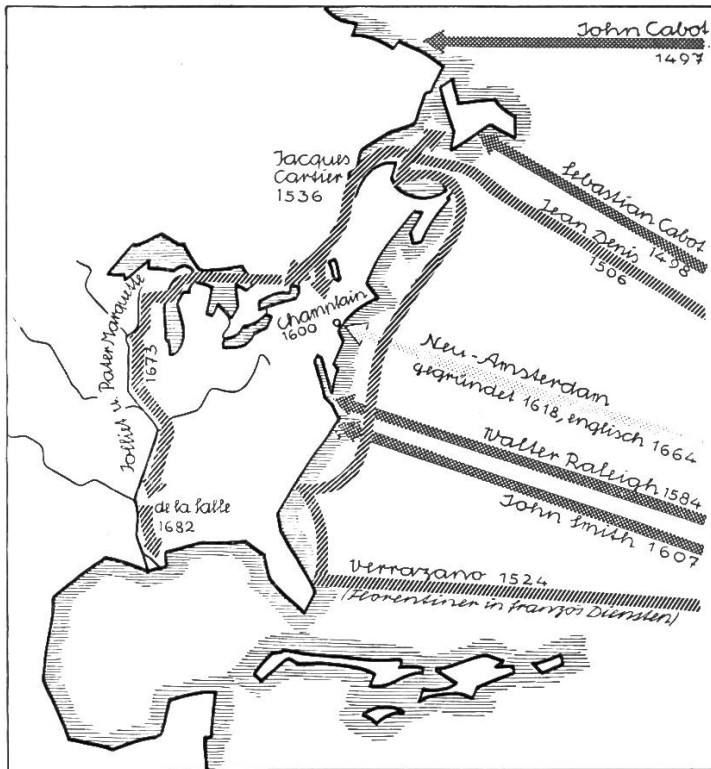 John Cabot
1497
Jacques
Cartier
1536
Sebastian Cabot
1498
Jean Denis
1506
Champlain
1600
Jolliet u. Pater Marquette
1673
Neu-Amsterdam
gegründet 1618, englisch 1664
Walter Raleigh 1584
John Smith 1607
de la Salle
1682
Verrazano 1524
(Florentiner in französ Diensten)